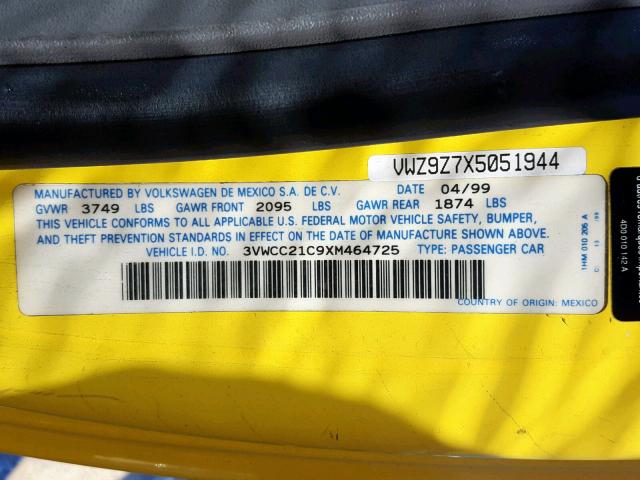 VWZ9Z7X5051944
MANUFACTURED BY VOLKSWAGEN DE MEXICO S.A. DE C.V. DATE 04/99
GVWR 3749 LBS GAWR FRONT 2095 LBS GAWR REAR 1874 LBS
THIS VEHICLE CONFORMS TO ALL APPLICABLE U.S. FEDERAL MOTOR VEHICLE SAFETY, BUMPER,
AND THEFT PREVENTION STANDARDS IN EFFECT ON THE DATE OF MANUFACTURE SHOWN ABOVE.
VEHICLE I.D. NO. 3VWCC21C9XM464725 TYPE: PASSENGER CAR
COUNTRY OF ORIGIN: MEXICO
1HM 010 205 A
4D0 010 142 A